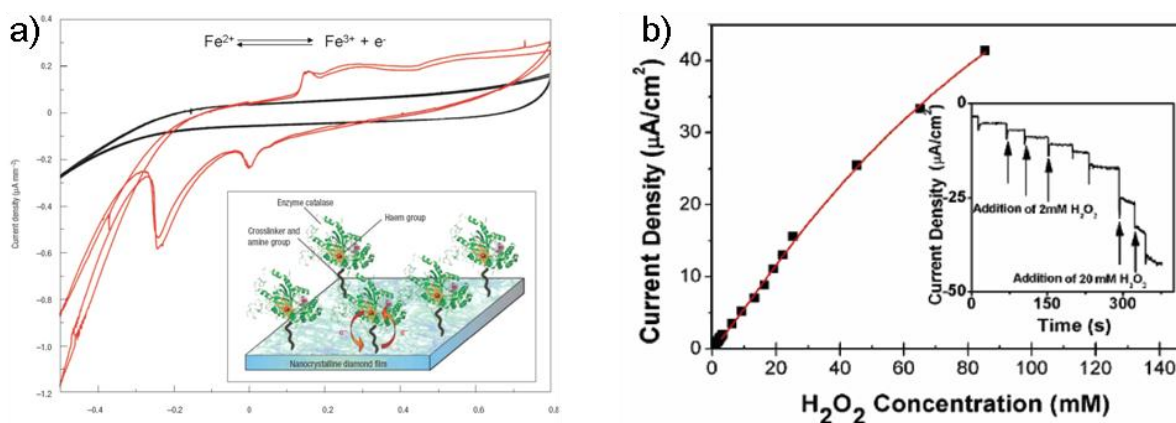 a)
Fe²⁺ ⇌ Fe³⁺ + e⁻
0.4
0.2
0
−0.2
−0.4
−0.6
−0.8
−1.0
−1.2
Current density (μA mm⁻²)
Enzyme catalase
Haem group
Crosslinker and
amine group
e⁻
e⁻
Nanocrystalline diamond film
−0.4
−0.2
0
0.2
0.4
0.6
0.8
b)
40
30
20
10
0
Current Density (μA/cm²)
0
-25
-50
Current Density (μA/cm²)
Addition of 2mM H₂O₂
Addition of 20 mM H₂O₂
0
150
300
Time (s)
0
20
40
60
80
100
120
140
H₂O₂ Concentration (mM)